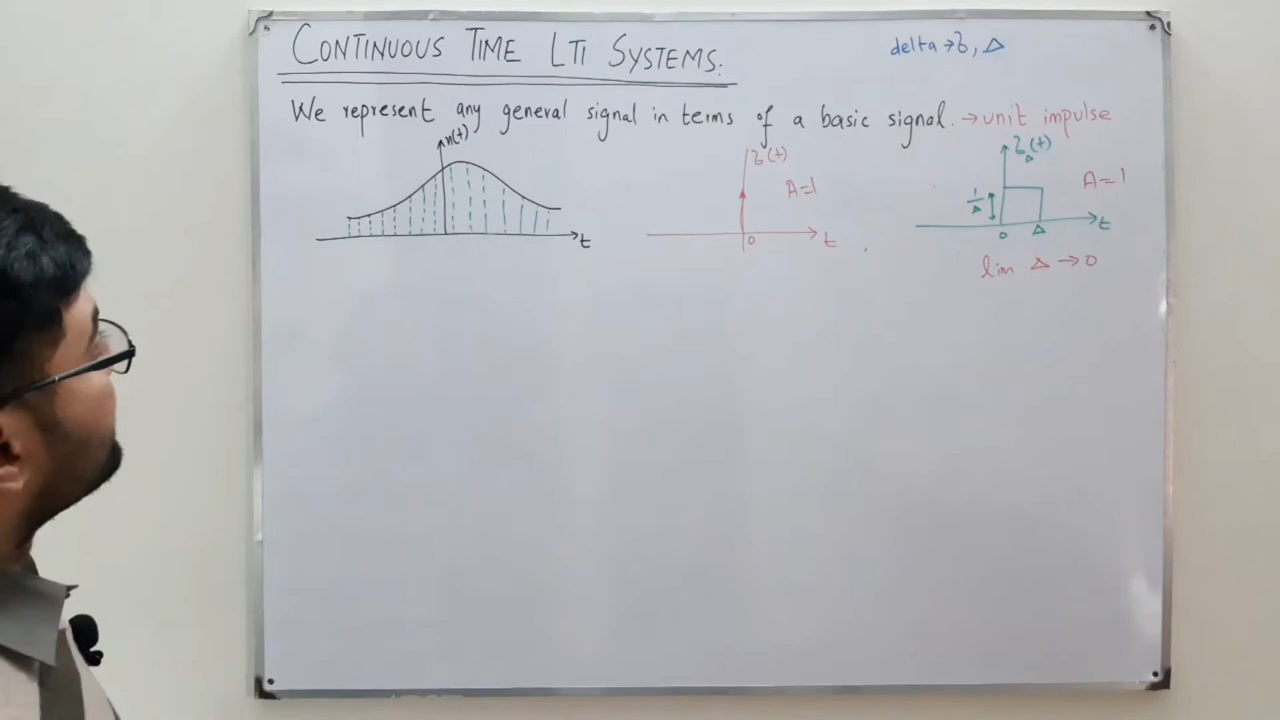 CONTINUOUS TIME LTI SYSTEMS.
delta → δ, Δ
We represent any general signal in terms of a basic signal. → unit impulse
x(t)
t
δ(t)
A=1
0
t
δ_Δ(t)
A=1
1/Δ
0
Δ
t
lim Δ → 0